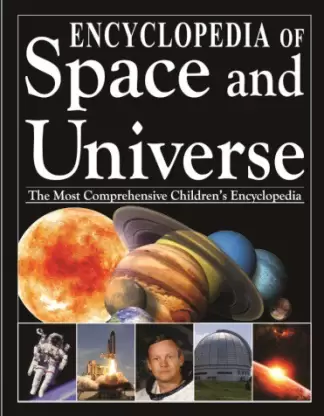 ENCYCLOPEDIA OF
Space and
Universe
The Most Comprehensive Children's Encyclopedia